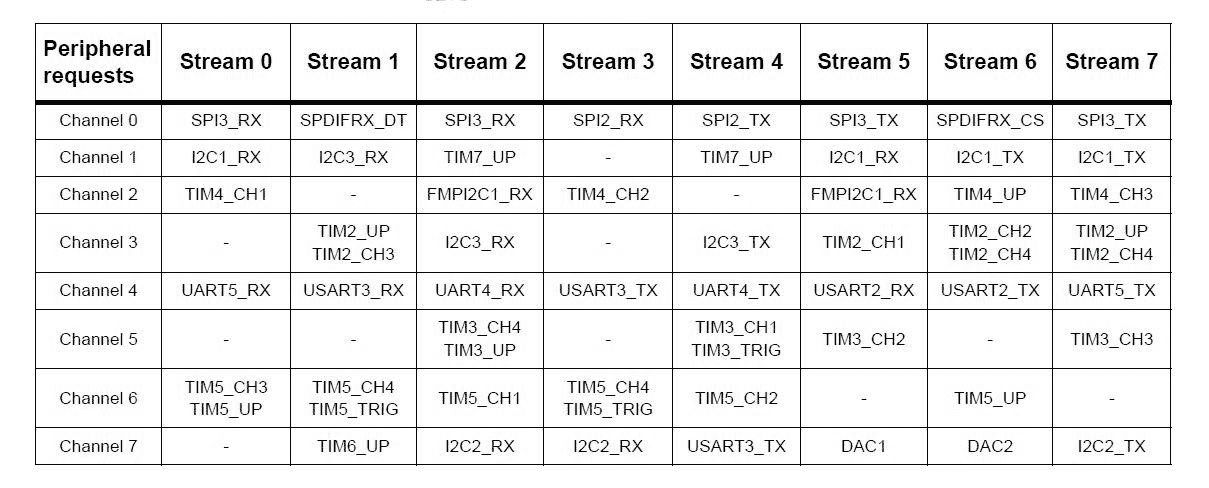 Peripheral requests Stream 0 Stream 1 Stream 2 Stream 3 Stream 4 Stream 5 Stream 6 Stream 7
Channel 0 SPI3_RX SPDIFRX_DT SPI3_RX SPI2_RX SPI2_TX SPI3_TX SPDIFRX_CS SPI3_TX
Channel 1 I2C1_RX I2C3_RX TIM7_UP - TIM7_UP I2C1_RX I2C1_TX I2C1_TX
Channel 2 TIM4_CH1 - FMPI2C1_RX TIM4_CH2 - FMPI2C1_RX TIM4_UP TIM4_CH3
Channel 3 - TIM2_UP TIM2_CH3 I2C3_RX - I2C3_TX TIM2_CH1 TIM2_CH2 TIM2_CH4 TIM2_UP TIM2_CH4
Channel 4 UART5_RX USART3_RX UART4_RX USART3_TX UART4_TX USART2_RX USART2_TX UART5_TX
Channel 5 - - TIM3_CH4 TIM3_UP - TIM3_CH1 TIM3_TRIG TIM3_CH2 - TIM3_CH3
Channel 6 TIM5_CH3 TIM5_UP TIM5_CH4 TIM5_TRIG TIM5_CH1 TIM5_CH4 TIM5_TRIG TIM5_CH2 - TIM5_UP -
Channel 7 - TIM6_UP I2C2_RX I2C2_RX USART3_TX DAC1 DAC2 I2C2_TX